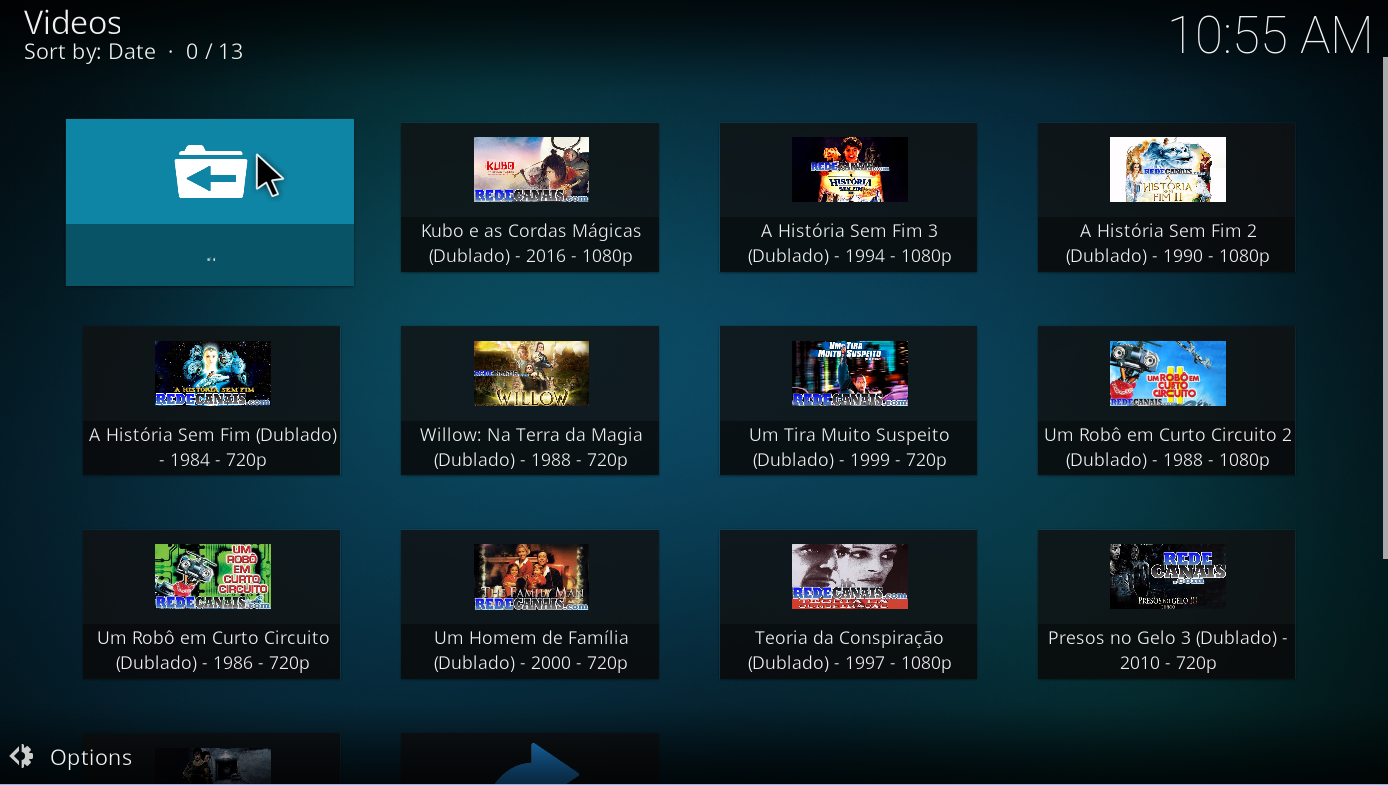 Videos
Sort by: Date · 0 / 13
10:55 AM
KUBO
REDECANAIS.com
Kubo e as Cordas Mágicas
(Dublado) - 2016 - 1080p
HISTÓRIA
SEM FIM
A História Sem Fim 3
(Dublado) - 1994 - 1080p
REDECANAIS
A
HISTÓRIA
SEM
FIM II
A História Sem Fim 2
(Dublado) - 1990 - 1080p
..
A HISTÓRIA SEM FIM
REDECANAIS.com
A História Sem Fim (Dublado)
- 1984 - 720p
WILLOW
Willow: Na Terra da Magia
(Dublado) - 1988 - 720p
UM TIRA
MUITO SUSPEITO
REDECANAIS.com
Um Tira Muito Suspeito
(Dublado) - 1999 - 720p
UM ROBÔ EM
CURTO
CIRCUITO
II
REDECANAIS.com
Um Robô em Curto Circuito 2
(Dublado) - 1988 - 1080p
UM
ROBÔ
EM
CURTO
CIRCUITO
REDECANAIS.com
Um Robô em Curto Circuito
(Dublado) - 1986 - 720p
THE FAMILY MAN
REDECANAIS.com
Um Homem de Família
(Dublado) - 2000 - 720p
REDECANAIS.com
Teoria da Conspiração
(Dublado) - 1997 - 1080p
REDE
CANAIS
.com
PRESOS NO GELO III
Presos no Gelo 3 (Dublado) -
2010 - 720p
Options